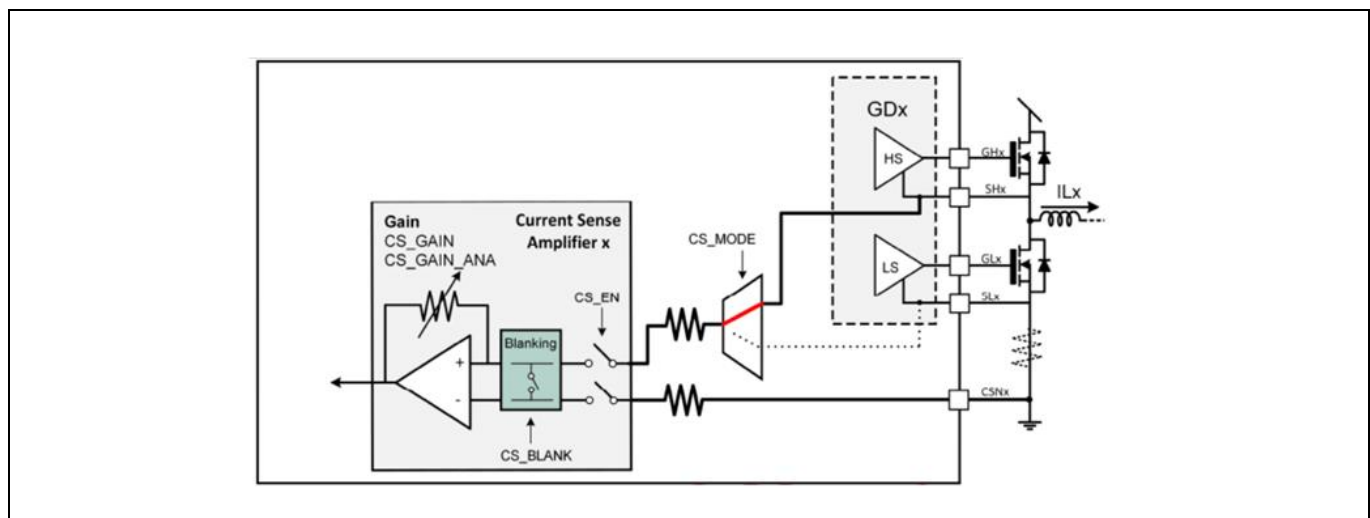 GDx
HS
GHx
SHx
ILx
Gain
CS_GAIN
CS_GAIN_ANA
Current Sense
Amplifier x
CS_MODE
LS
GLx
SLx
CS_EN
Blanking
+
-
CSNx
CS_BLANK